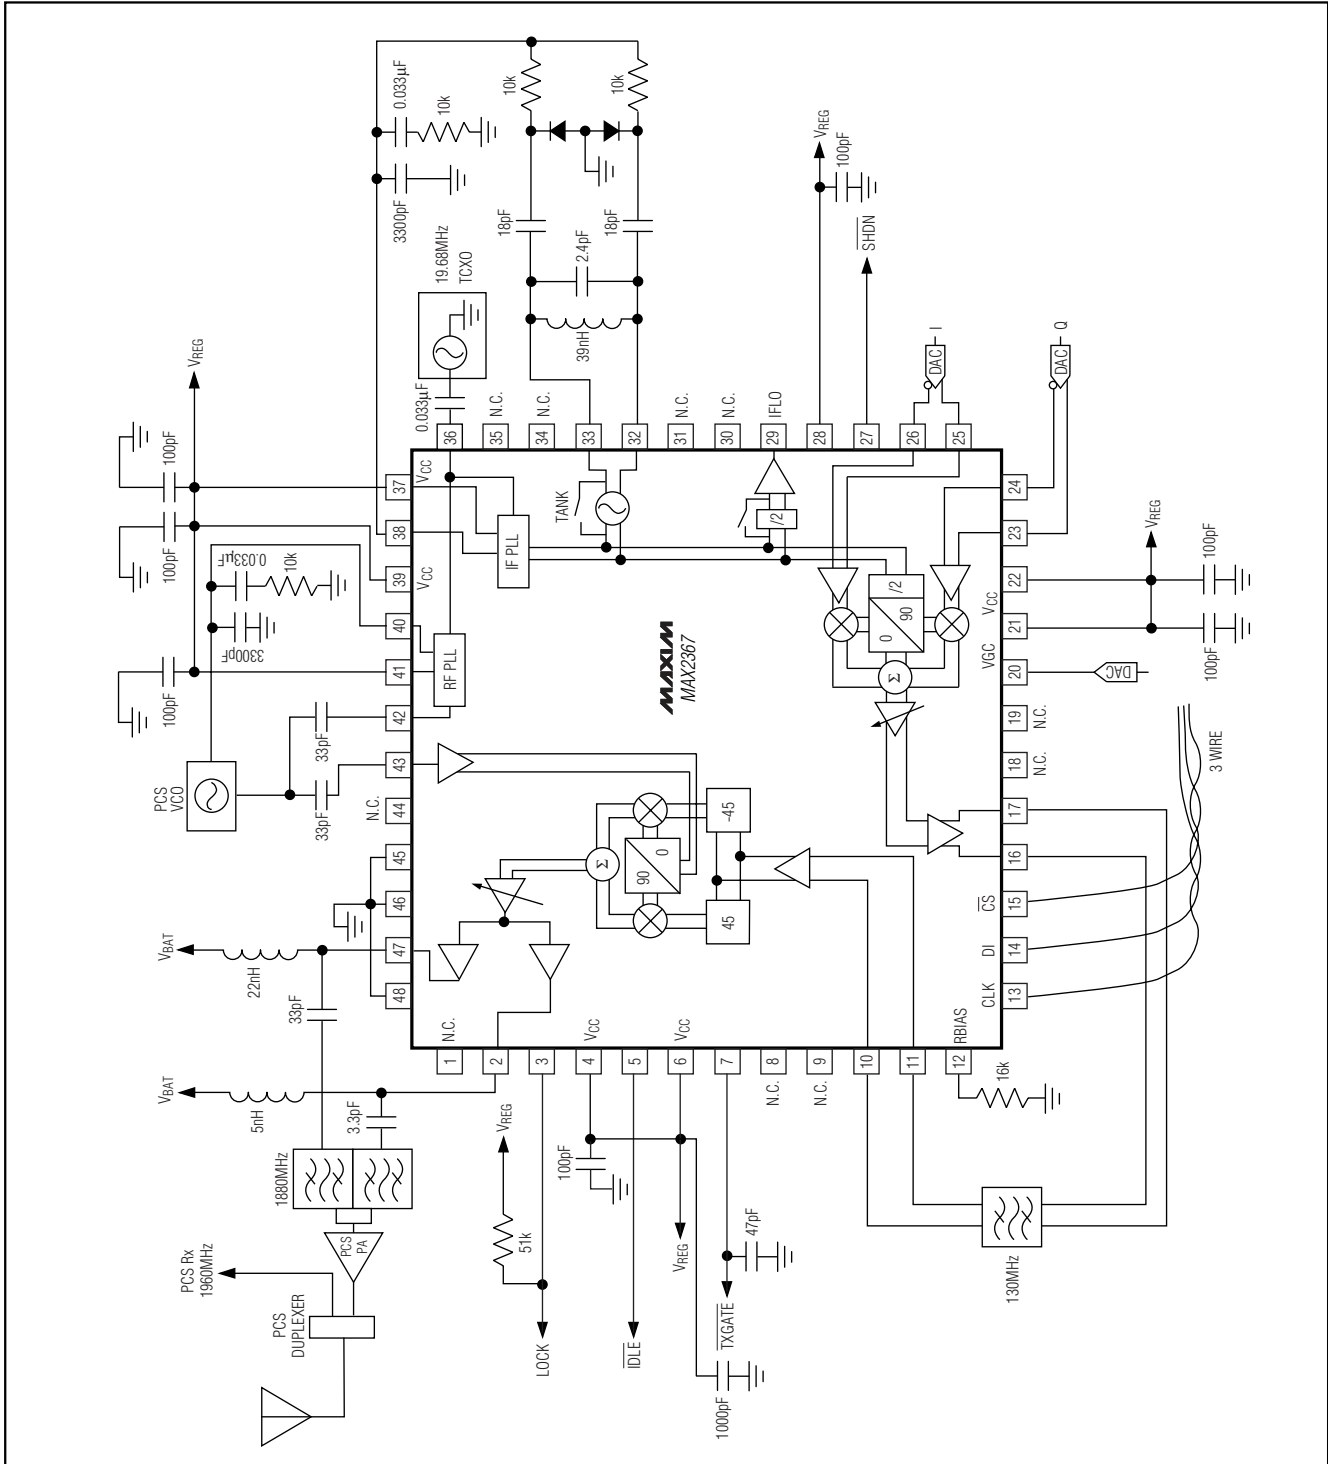 0.033µF
10k
3300pF
10k
10k
18pF
18pF
2.4pF
39nH
19.68MHz
TCXO
0.033µF
VREG
100pF
SHDN
DAC
I
DAC
Q
VREG
100pF
100pF
0.033µF
10k
3300pF
100pF
33pF
33pF
PCS
VCO
36
35
N.C.
34
N.C.
33
32
31
N.C.
30
N.C.
29
IFLO
28
27
26
25
37
VCC
38
39
VCC
40
41
42
43
44
N.C.
45
46
47
48
TANK
IF PLL
RF PLL
/2
/2
0
90
Σ
MAXIM
MAX2367
-45
45
0
90
Σ
24
23
22
VCC
21
VGC
20
19
N.C.
18
N.C.
17
16
15
CS
14
DI
13
CLK
VREG
100pF
100pF
DAC
3 WIRE
VBAT
22nH
33pF
VBAT
5nH
3.3pF
1
N.C.
2
3
4
VCC
5
6
VCC
7
8
N.C.
9
N.C.
10
11
12
RBIAS
16k
1880MHz
PCS
PA
PCS Rx
1960MHz
PCS
DUPLEXER
VREG
51k
LOCK
100pF
IDLE
VREG
1000pF
47pF
TXGATE
130MHz